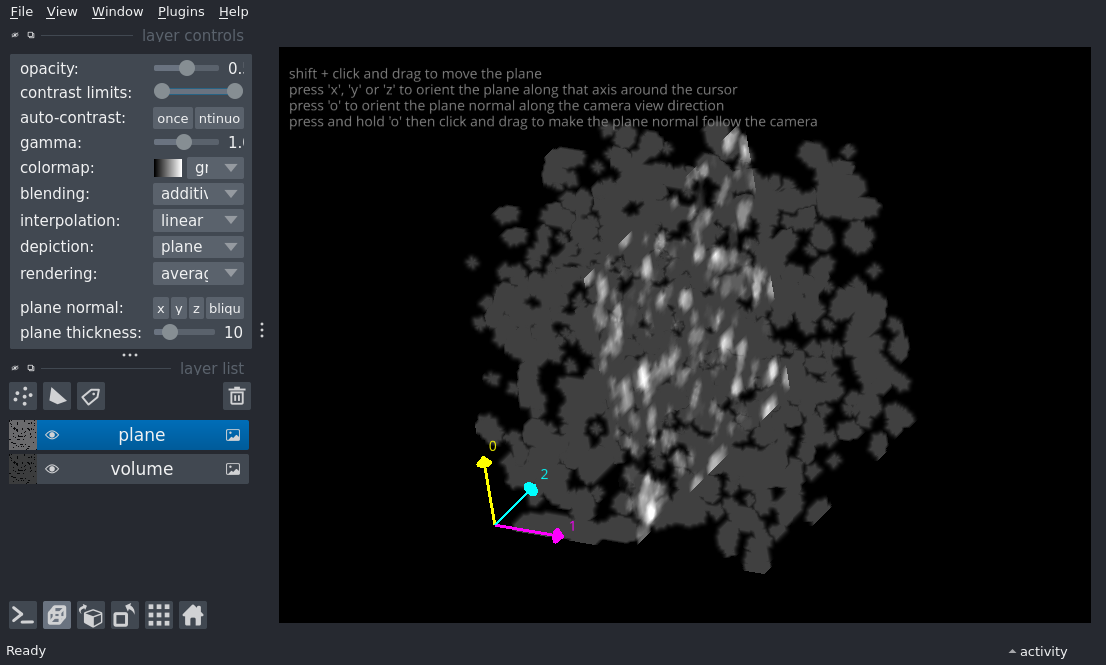 File View Window Plugins Help
layer controls
opacity: 0.
contrast limits:
auto-contrast: once ntinuo
gamma: 1.
colormap: gr
blending: additiv
interpolation: linear
depiction: plane
rendering: averag
plane normal: x y z bliqu
plane thickness: 10
layer list
plane
volume
shift + click and drag to move the plane
press 'x', 'y' or 'z' to orient the plane along that axis around the cursor
press 'o' to orient the plane normal along the camera view direction
press and hold 'o' then click and drag to make the plane normal follow the camera
0
2
1
Ready
activity